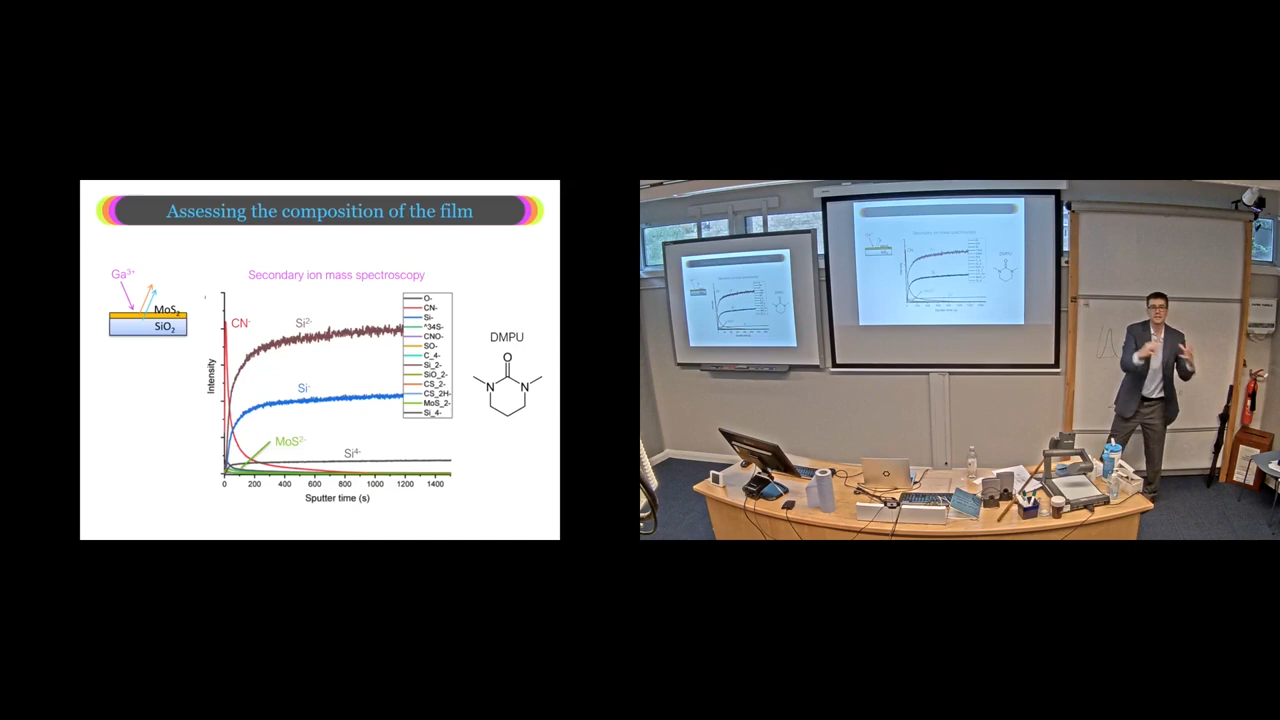 Assessing the composition of the film
Ga³⁺
MoS₂
SiO₂
Secondary ion mass spectroscopy
CN⁻
Si²⁻
Si⁻
MoS²⁻
Si⁴⁻
Intensity
0 200 400 600 800 1000 1200 1400
Sputter time (s)
O-
CN-
Si-
^34S-
CNO-
SO-
C_4-
Si_2-
SiO_2-
CS_2-
CS_2H-
MoS_2-
Si_4-
DMPU
O
N N